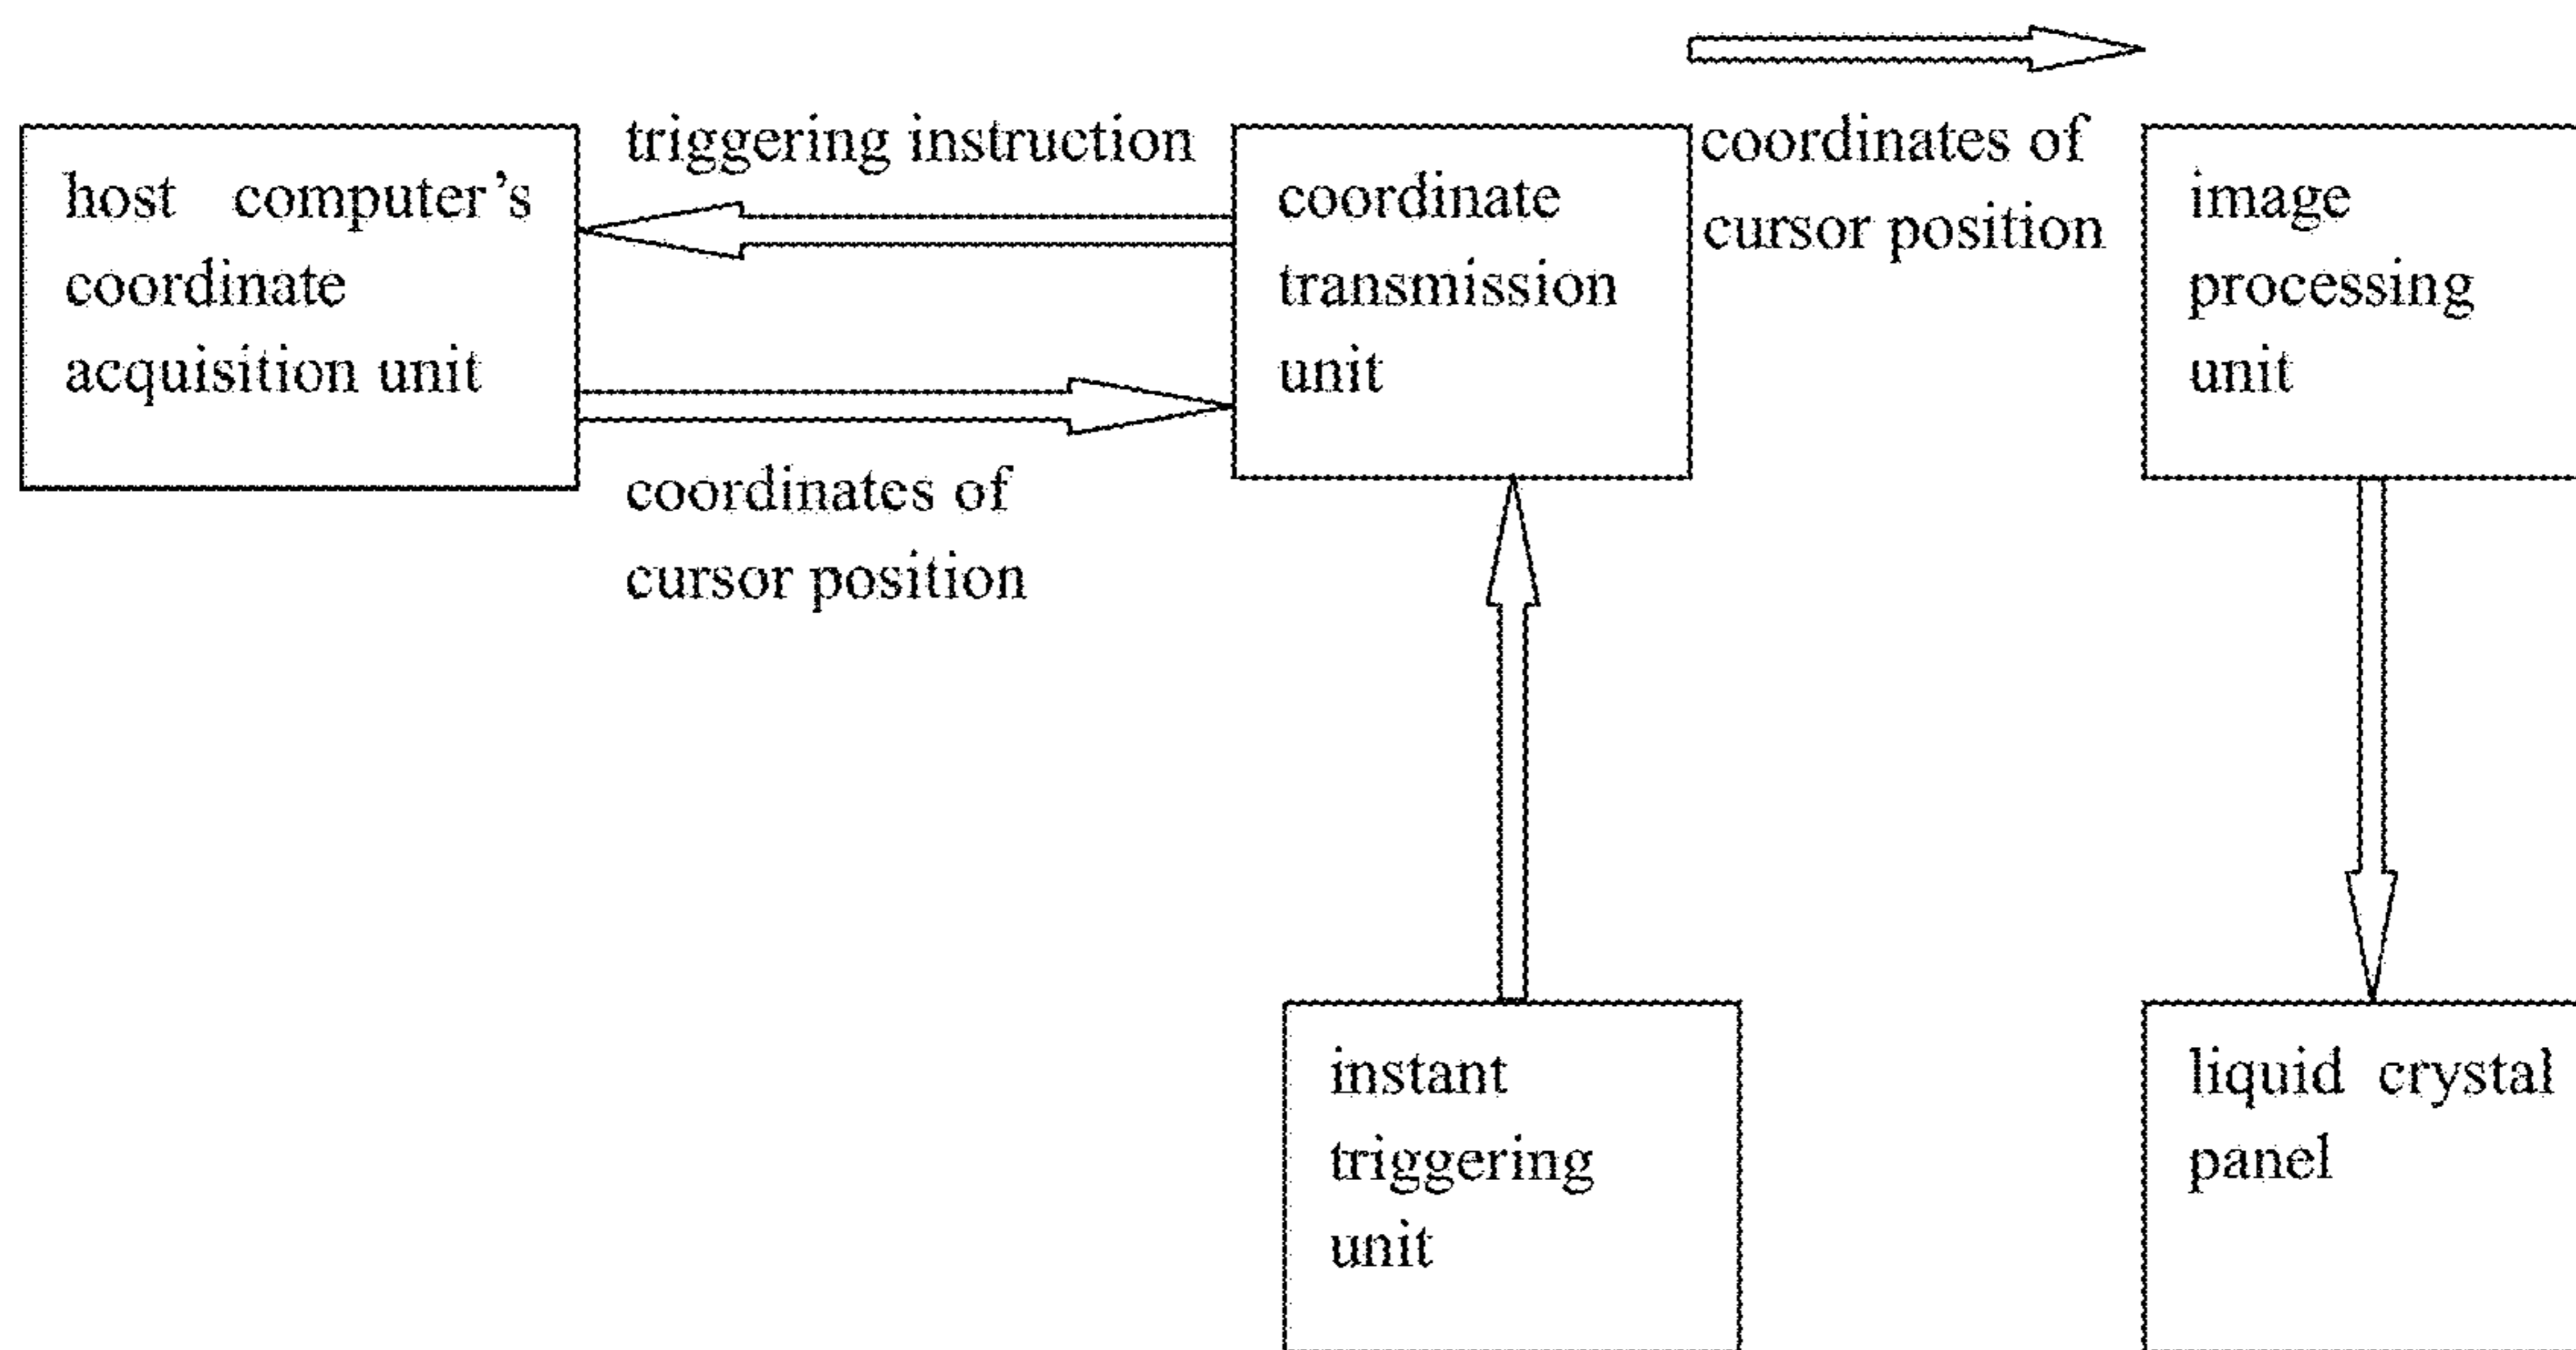 host computer’s
coordinate
acquisition unit
triggering instruction
coordinates of
cursor position
coordinate
transmission
unit
coordinates of
cursor position
image
processing
unit
instant
triggering
unit
liquid crystal
panel